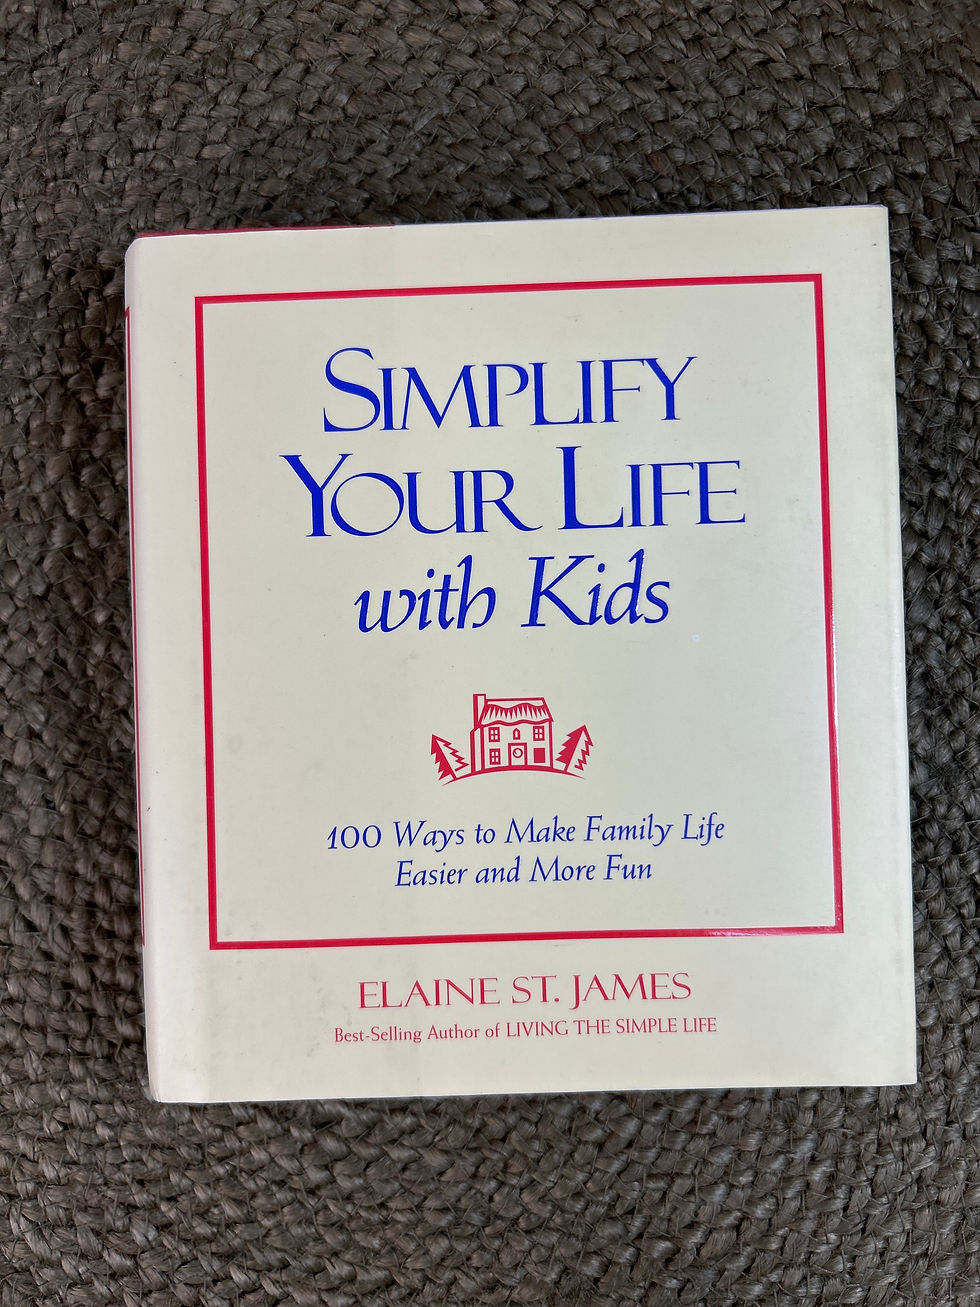 SIMPLIFY
YOUR LIFE
with Kids
100 Ways to Make Family Life
Easier and More Fun
ELAINE ST. JAMES
Best-Selling Author of LIVING THE SIMPLE LIFE